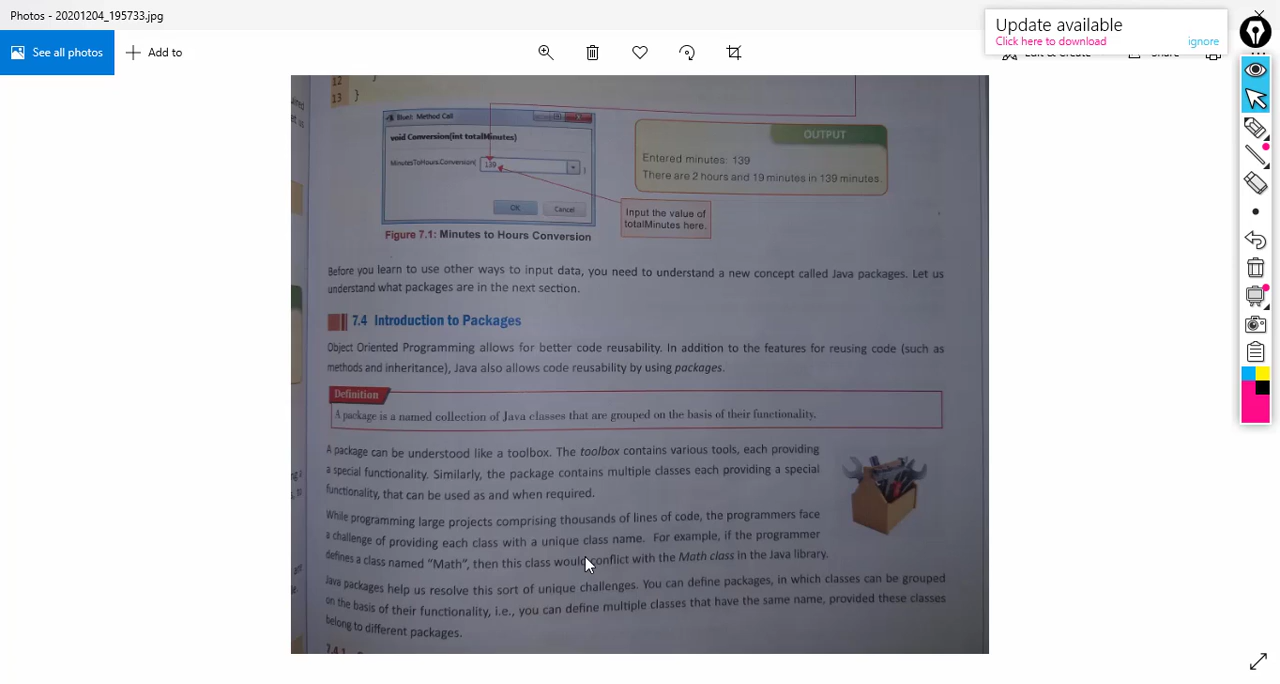 Photos - 20201204_195733.jpg
Update available
Click here to download
ignore
See all photos
Add to
12 }
13 }
BlueJ: Method Call
void Conversion(int totalMinutes)
MinutesToHours.Conversion( 139 )
OK
Cancel
OUTPUT
Entered minutes: 139
There are 2 hours and 19 minutes in 139 minutes.
Input the value of
totalMinutes here.
Figure 7.1: Minutes to Hours Conversion
Before you learn to use other ways to input data, you need to understand a new concept called Java packages. Let us
understand what packages are in the next section.
7.4 Introduction to Packages
Object Oriented Programming allows for better code reusability. In addition to the features for reusing code (such as
methods and inheritance), Java also allows code reusability by using packages.
Definition
A package is a named collection of Java classes that are grouped on the basis of their functionality.
A package can be understood like a toolbox. The toolbox contains various tools, each providing
a special functionality. Similarly, the package contains multiple classes each providing a special
functionality, that can be used as and when required.
While programming large projects comprising thousands of lines of code, the programmers face
a challenge of providing each class with a unique class name. For example, if the programmer
defines a class named "Math", then this class would conflict with the Math class in the Java library.
Java packages help us resolve this sort of unique challenges. You can define packages, in which classes can be grouped
on the basis of their functionality, i.e., you can define multiple classes that have the same name, provided these classes
belong to different packages.